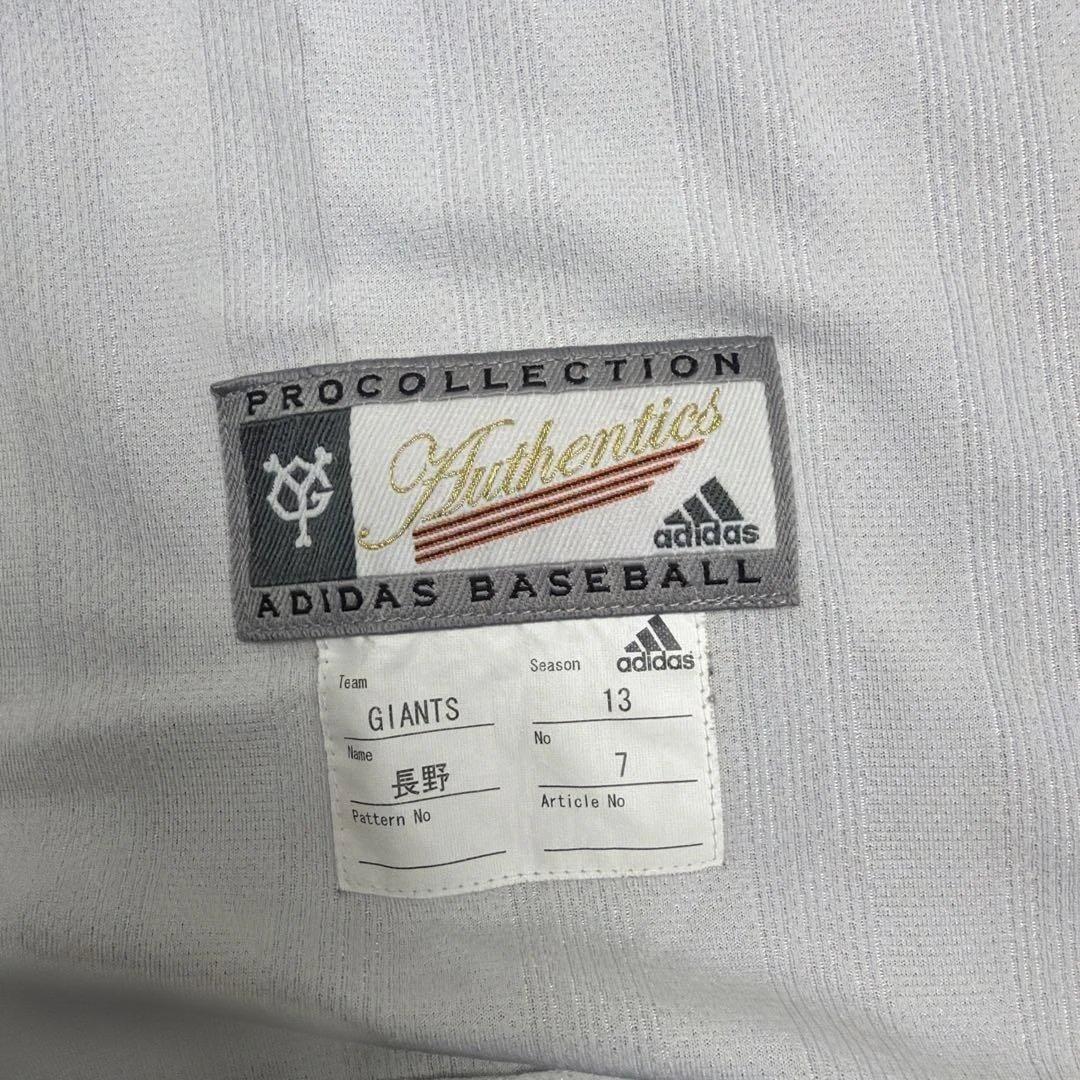 PROCOLLECTION
YG
Authentics
adidas
ADIDAS BASEBALL
adidas
Team
GIANTS
Season
13
Name
長野
No
7
Pattern No
Article No